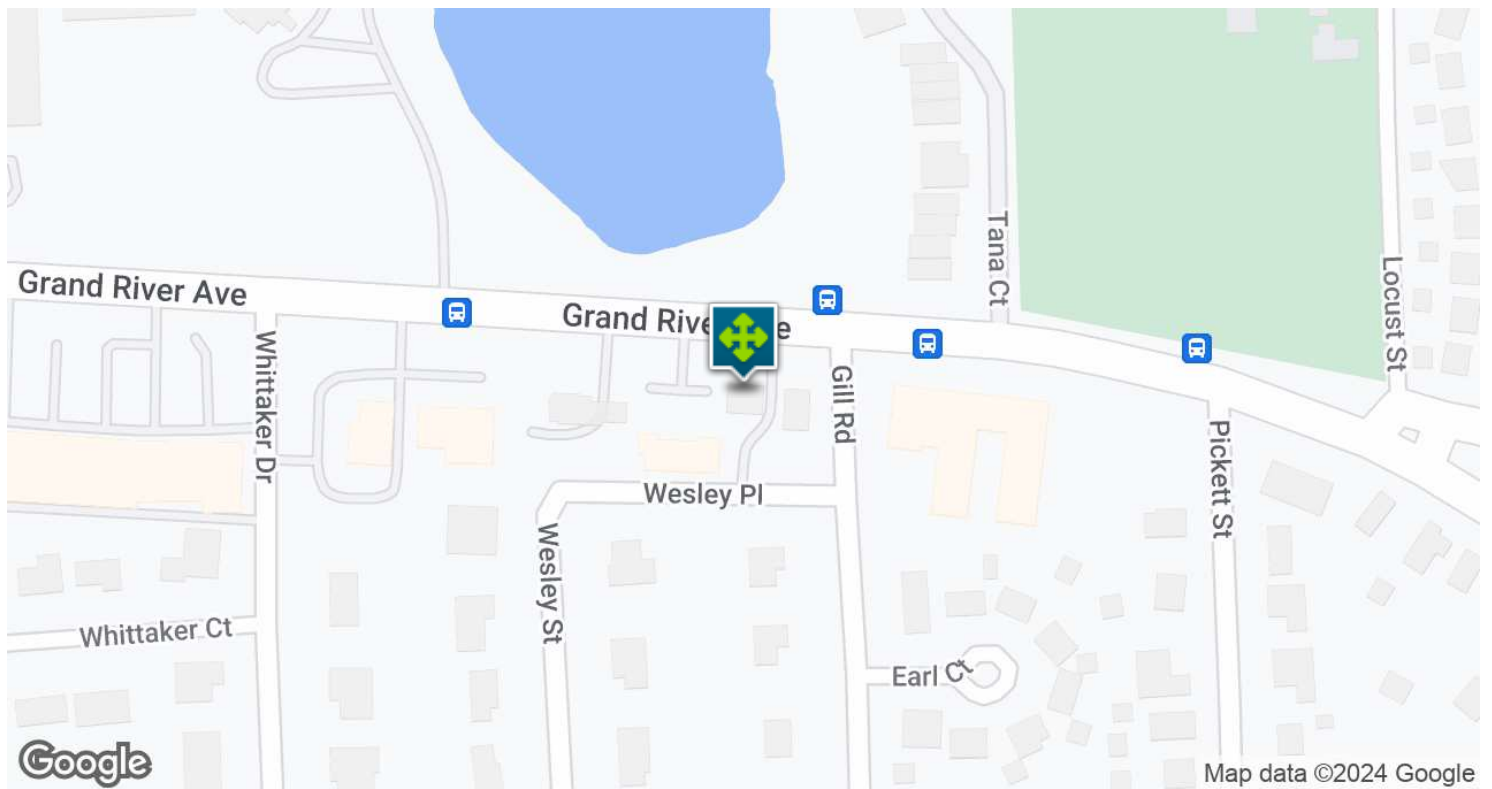 Grand River Ave
Grand Rive
e
Tana Ct
Locust St
Whittaker Dr
Gill Rd
Pickett St
Wesley Pl
Wesley St
Whittaker Ct
Earl Ct
Google
Map data ©2024 Google